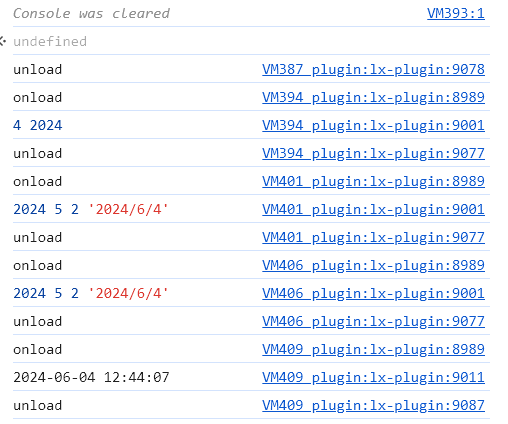 Console was cleared VM393:1
undefined
unload VM387 plugin:lx-plugin:9078
onload VM394 plugin:lx-plugin:8989
4 2024 VM394 plugin:lx-plugin:9001
unload VM394 plugin:lx-plugin:9077
onload VM401 plugin:lx-plugin:8989
2024 5 2 '2024/6/4' VM401 plugin:lx-plugin:9001
unload VM401 plugin:lx-plugin:9077
onload VM406 plugin:lx-plugin:8989
2024 5 2 '2024/6/4' VM406 plugin:lx-plugin:9001
unload VM406 plugin:lx-plugin:9077
onload VM409 plugin:lx-plugin:8989
2024-06-04 12:44:07 VM409 plugin:lx-plugin:9011
unload VM409 plugin:lx-plugin:9087